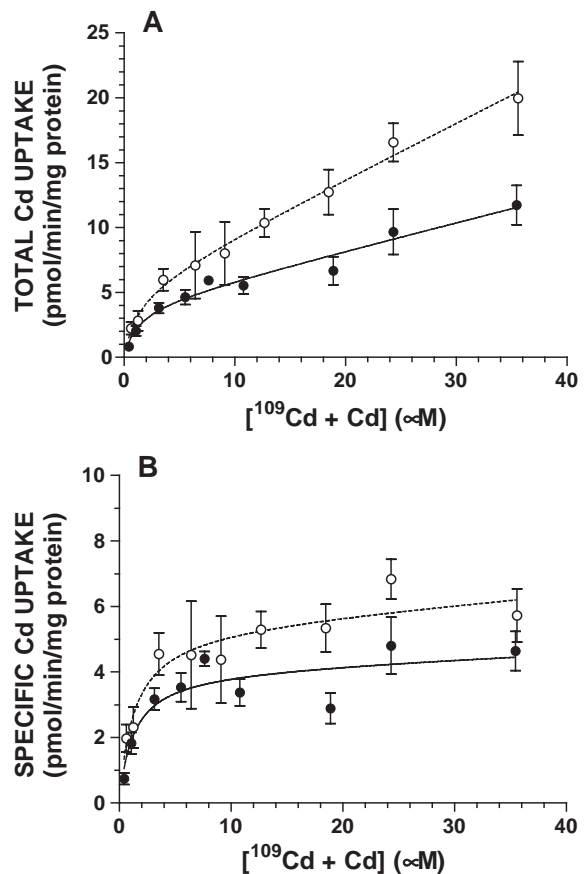 A
TOTAL Cd UPTAKE
(pmol/min/mg protein)
25
20
15
10
5
0
0 10 20 30 40
[¹⁰⁹Cd + Cd] (∝M)
B
SPECIFIC Cd UPTAKE
(pmol/min/mg protein)
10
8
6
4
2
0
0 10 20 30 40
[¹⁰⁹Cd + Cd] (∝M)